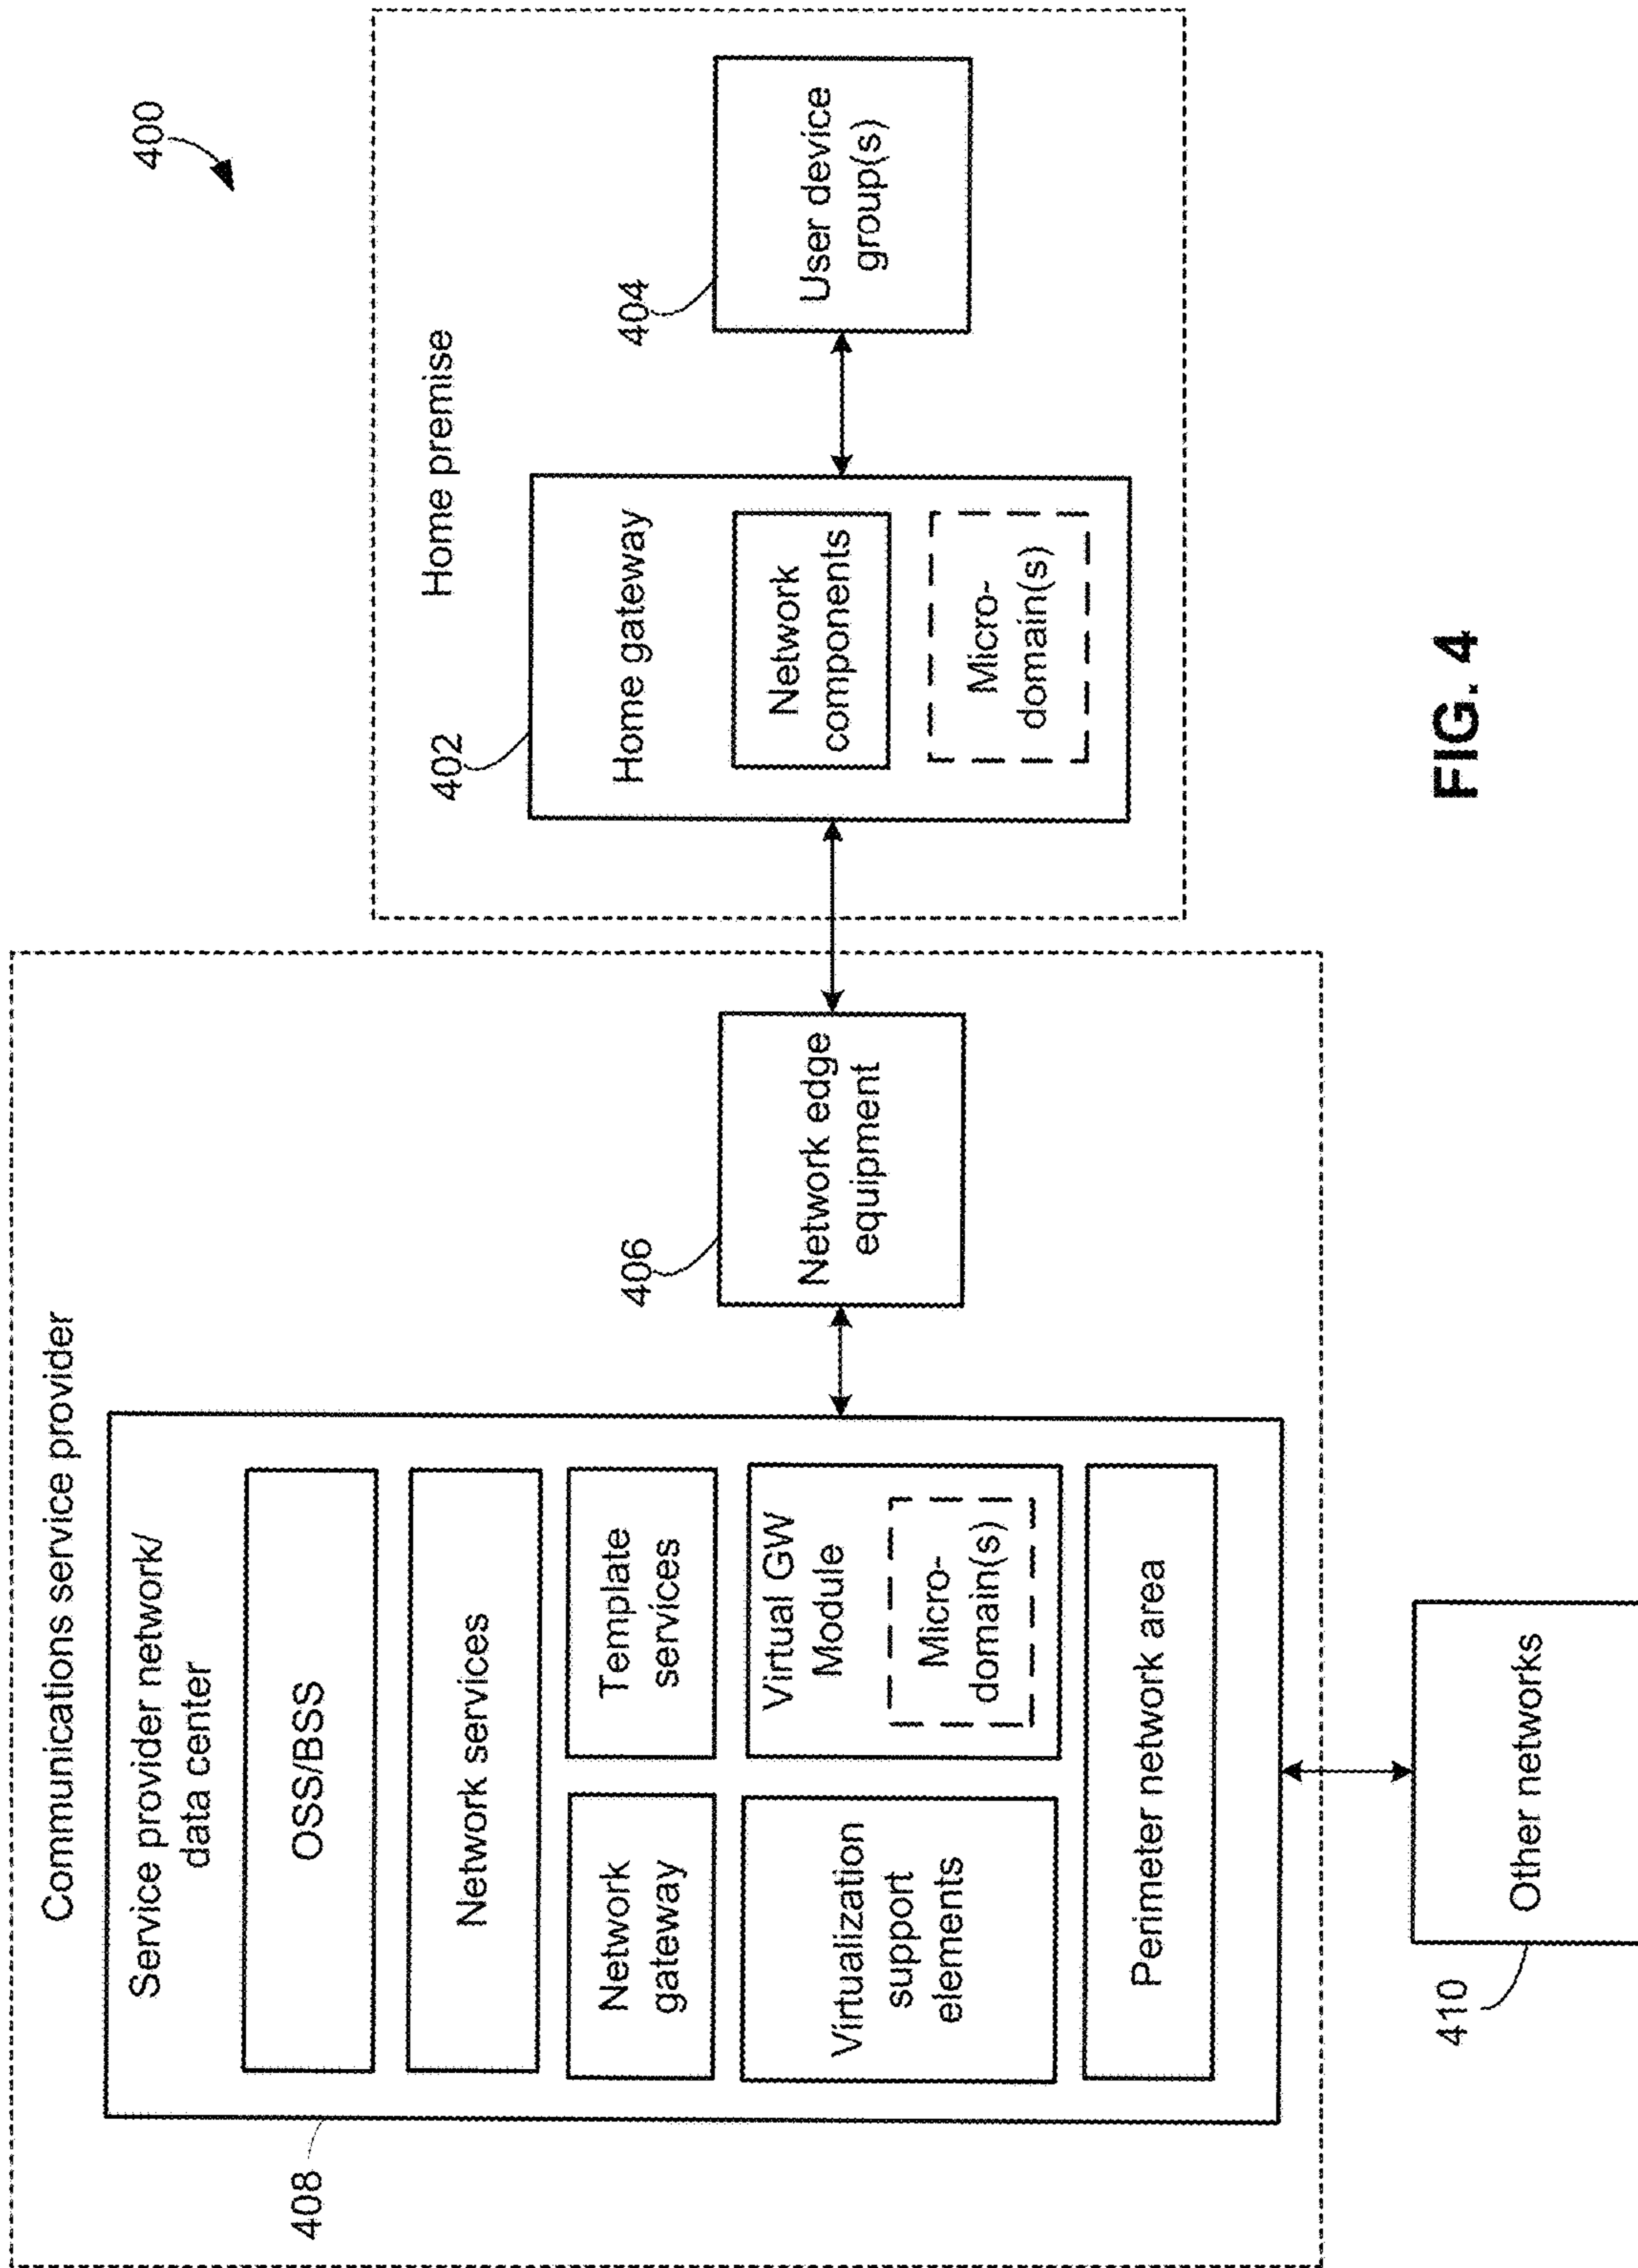 400
Communications service provider
Service provider network/
data center
408
OSS/BSS
Network services
Network
gateway
Template
services
Virtualization
support
elements
Virtual GW
Module
Micro-
domain(s)
Perimeter network area
406
Network edge
equipment
Home premise
402
Home gateway
Network
components
Micro-
domain(s)
404
User device
group(s)
410
Other networks
FIG. 4